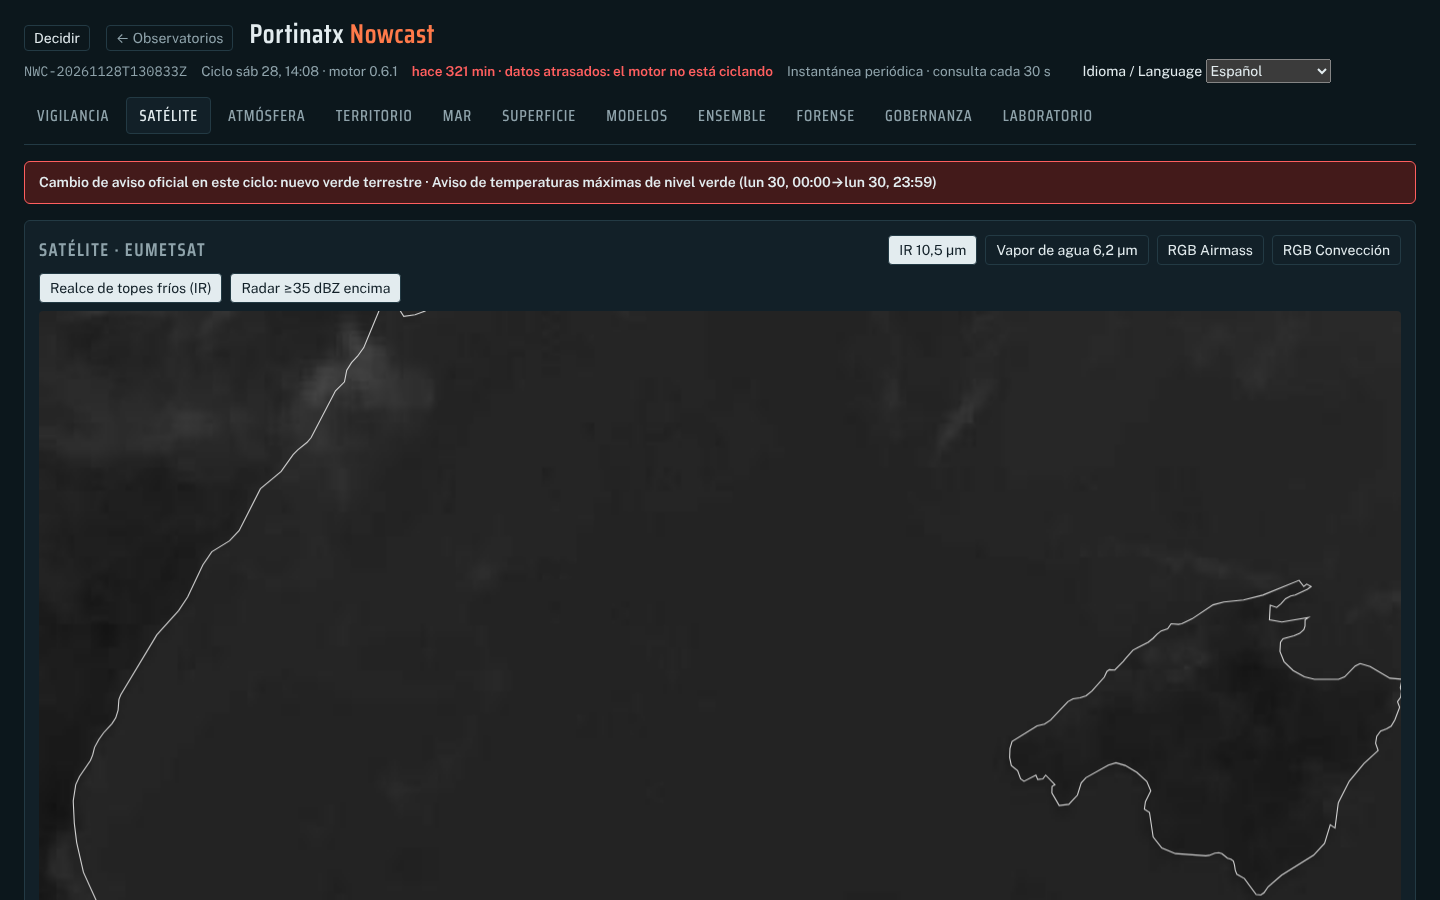 Decidir
← Observatorios
Portinatx Nowcast
NWC-20261128T130833Z Ciclo sáb 28, 14:08 · motor 0.6.1 hace 321 min · datos atrasados: el motor no está ciclando Instantánea periódica · consulta cada 30 s Idioma / Language Español
VIGILANCIA SATÉLITE ATMÓSFERA TERRITORIO MAR SUPERFICIE MODELOS ENSEMBLE FORENSE GOBERNANZA LABORATORIO
Cambio de aviso oficial en este ciclo: nuevo verde terrestre · Aviso de temperaturas máximas de nivel verde (lun 30, 00:00→lun 30, 23:59)
SATÉLITE · EUMETSAT
IR 10,5 µm Vapor de agua 6,2 µm RGB Airmass RGB Convección
Realce de topes fríos (IR) Radar ≥35 dBZ encima